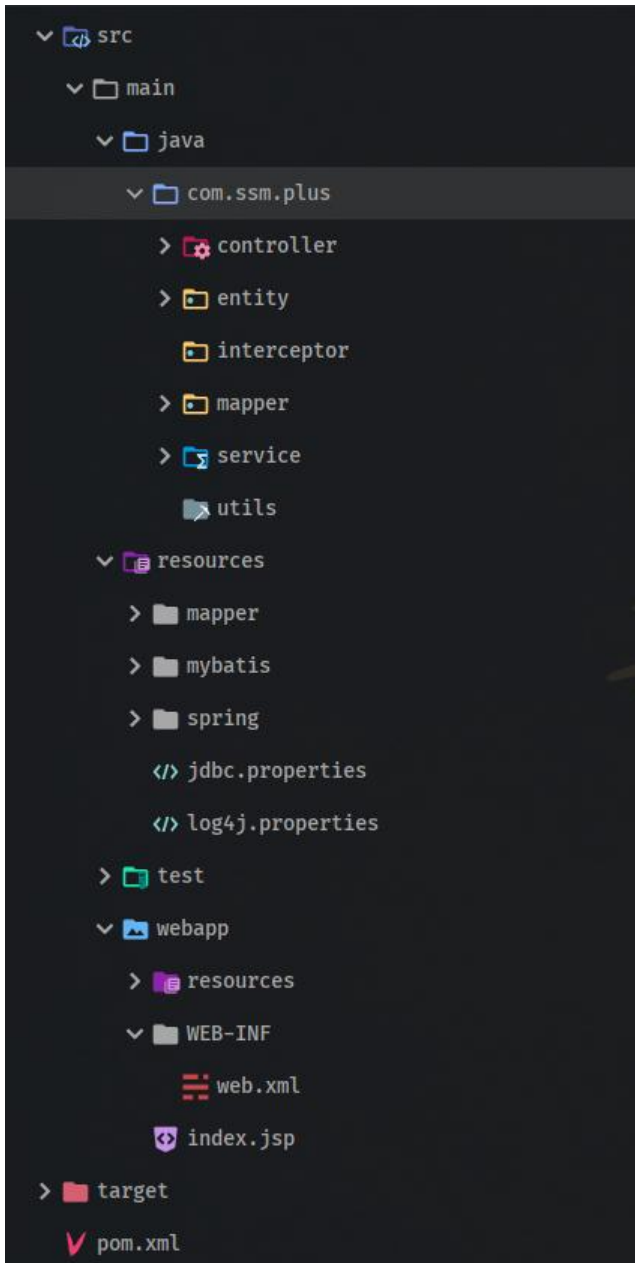 src
main
java
com.ssm.plus
controller
entity
interceptor
mapper
service
utils
resources
mapper
mybatis
spring
jdbc.properties
log4j.properties
test
webapp
resources
WEB-INF
web.xml
index.jsp
target
pom.xml